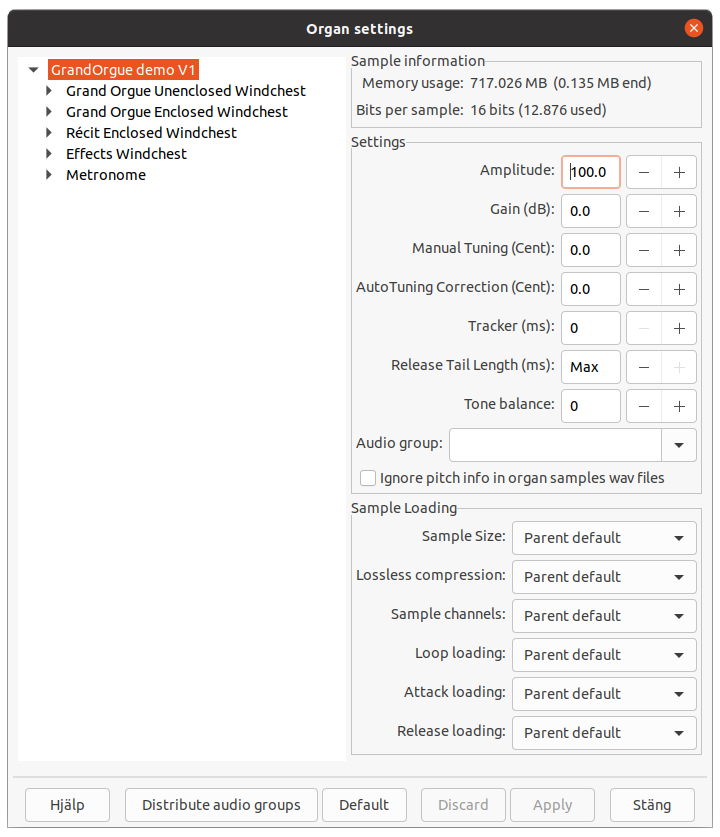 Organ settings
GrandOrgue demo V1
Grand Orgue Unenclosed Windchest
Grand Orgue Enclosed Windchest
Récit Enclosed Windchest
Effects Windchest
Metronome
Sample information
Memory usage: 717.026 MB (0.135 MB end)
Bits per sample: 16 bits (12.876 used)
Settings
Amplitude: 100.0
Gain (dB): 0.0
Manual Tuning (Cent): 0.0
AutoTuning Correction (Cent): 0.0
Tracker (ms): 0
Release Tail Length (ms): Max
Tone balance: 0
Audio group:
Ignore pitch info in organ samples wav files
Sample Loading
Sample Size: Parent default
Lossless compression: Parent default
Sample channels: Parent default
Loop loading: Parent default
Attack loading: Parent default
Release loading: Parent default
Hjälp Distribute audio groups Default Discard Apply Stäng